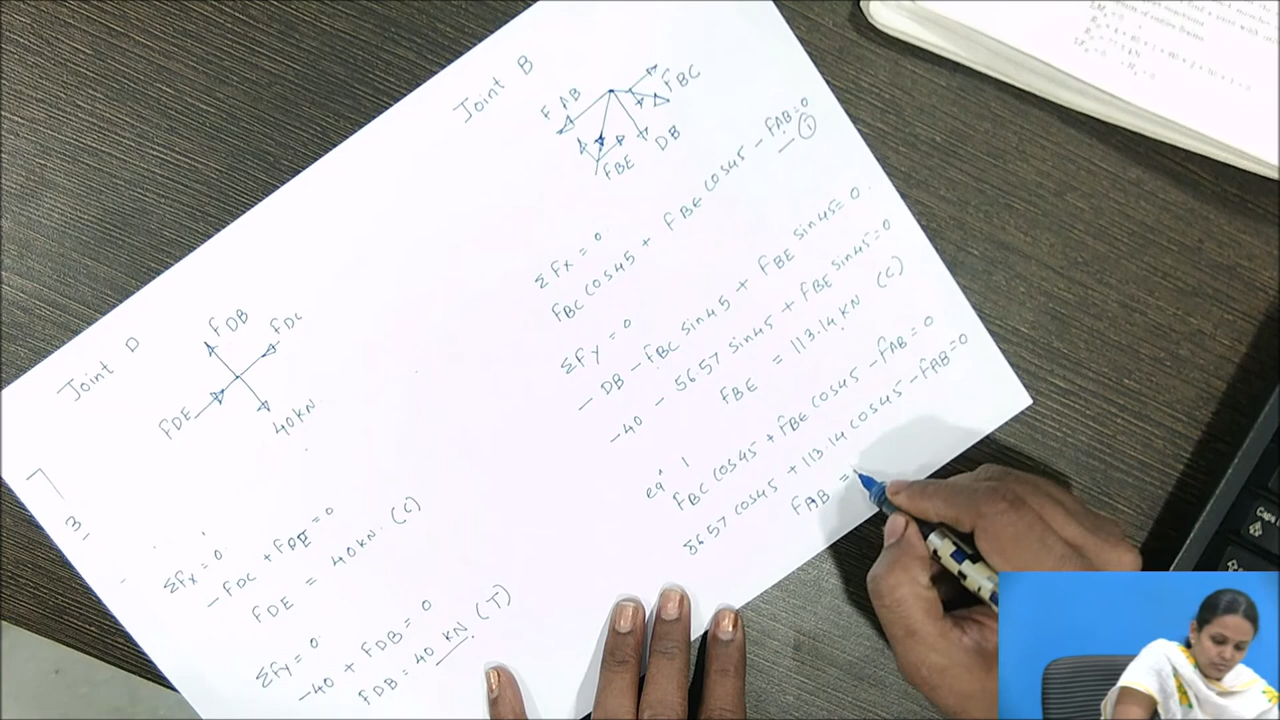 Joint B
FAB
FBC
FBE
DB
ΣFx = 0
FBC cos45 + FBE cos45 - FAB = 0
— ①
ΣFy = 0
- DB - FBC sin45 + FBE sin45 = 0.
-40 - 56.57 sin45 + FBE sin45 = 0
FBE = 113.14 KN (C)
eq 1
FBC cos45 + FBE cos45 - FAB = 0
56.57 cos45 + 113.14 cos45 - FAB = 0
FAB =
Joint D
FDB
FDC
FDE
40KN
3
ΣFx = 0
- FDC + FDE = 0
FDE = 40KN. (C)
ΣFy = 0
-40 + FDB = 0
FDB = 40 KN (T)